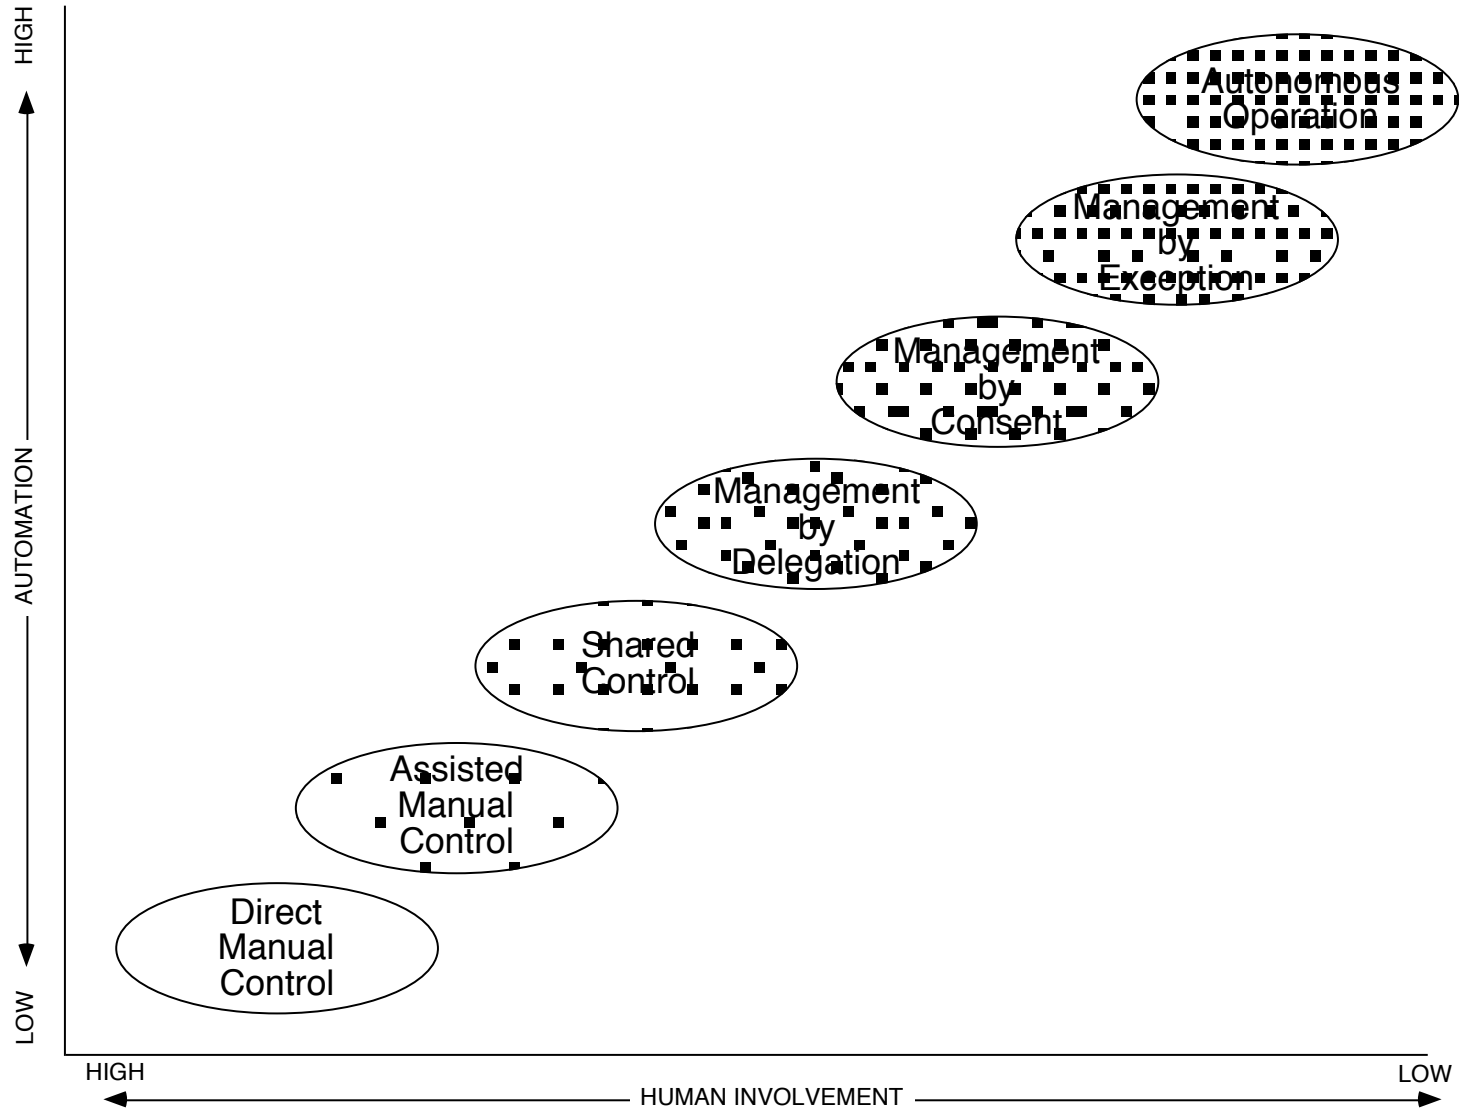 HIGH
Autonomous
Operation
Management
by
Exception
Management
by
Consent
Management
by
Delegation
AUTOMATION
Shared
Control
Assisted
Manual
Control
Direct
Manual
Control
LOW
HIGH
LOW
HUMAN INVOLVEMENT